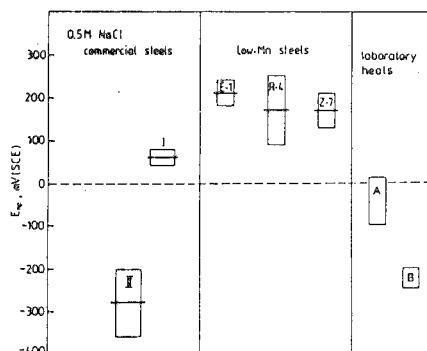 0.5M NaCl
commercial steels
low-Mn steels
laboratory
heats
E-1
R-4
Z-7
I
II
A
B
300
200
100
0
-100
-200
-300
-400
E_np, mV(SCE)